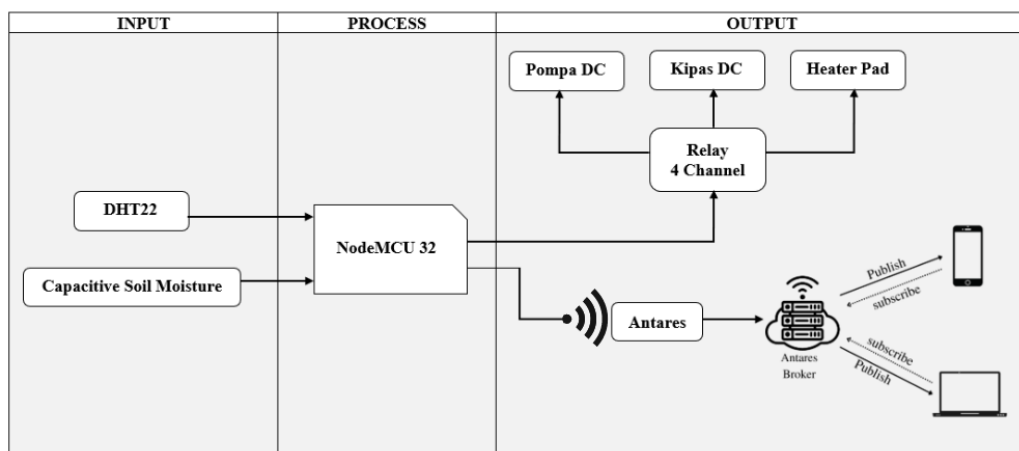 INPUT
PROCESS
OUTPUT
Pompa DC
Kipas DC
Heater Pad
Relay
4 Channel
DHT22
NodeMCU 32
Capacitive Soil Moisture
Antares
Antares
Broker
Publish
subscribe
subscribe
Publish